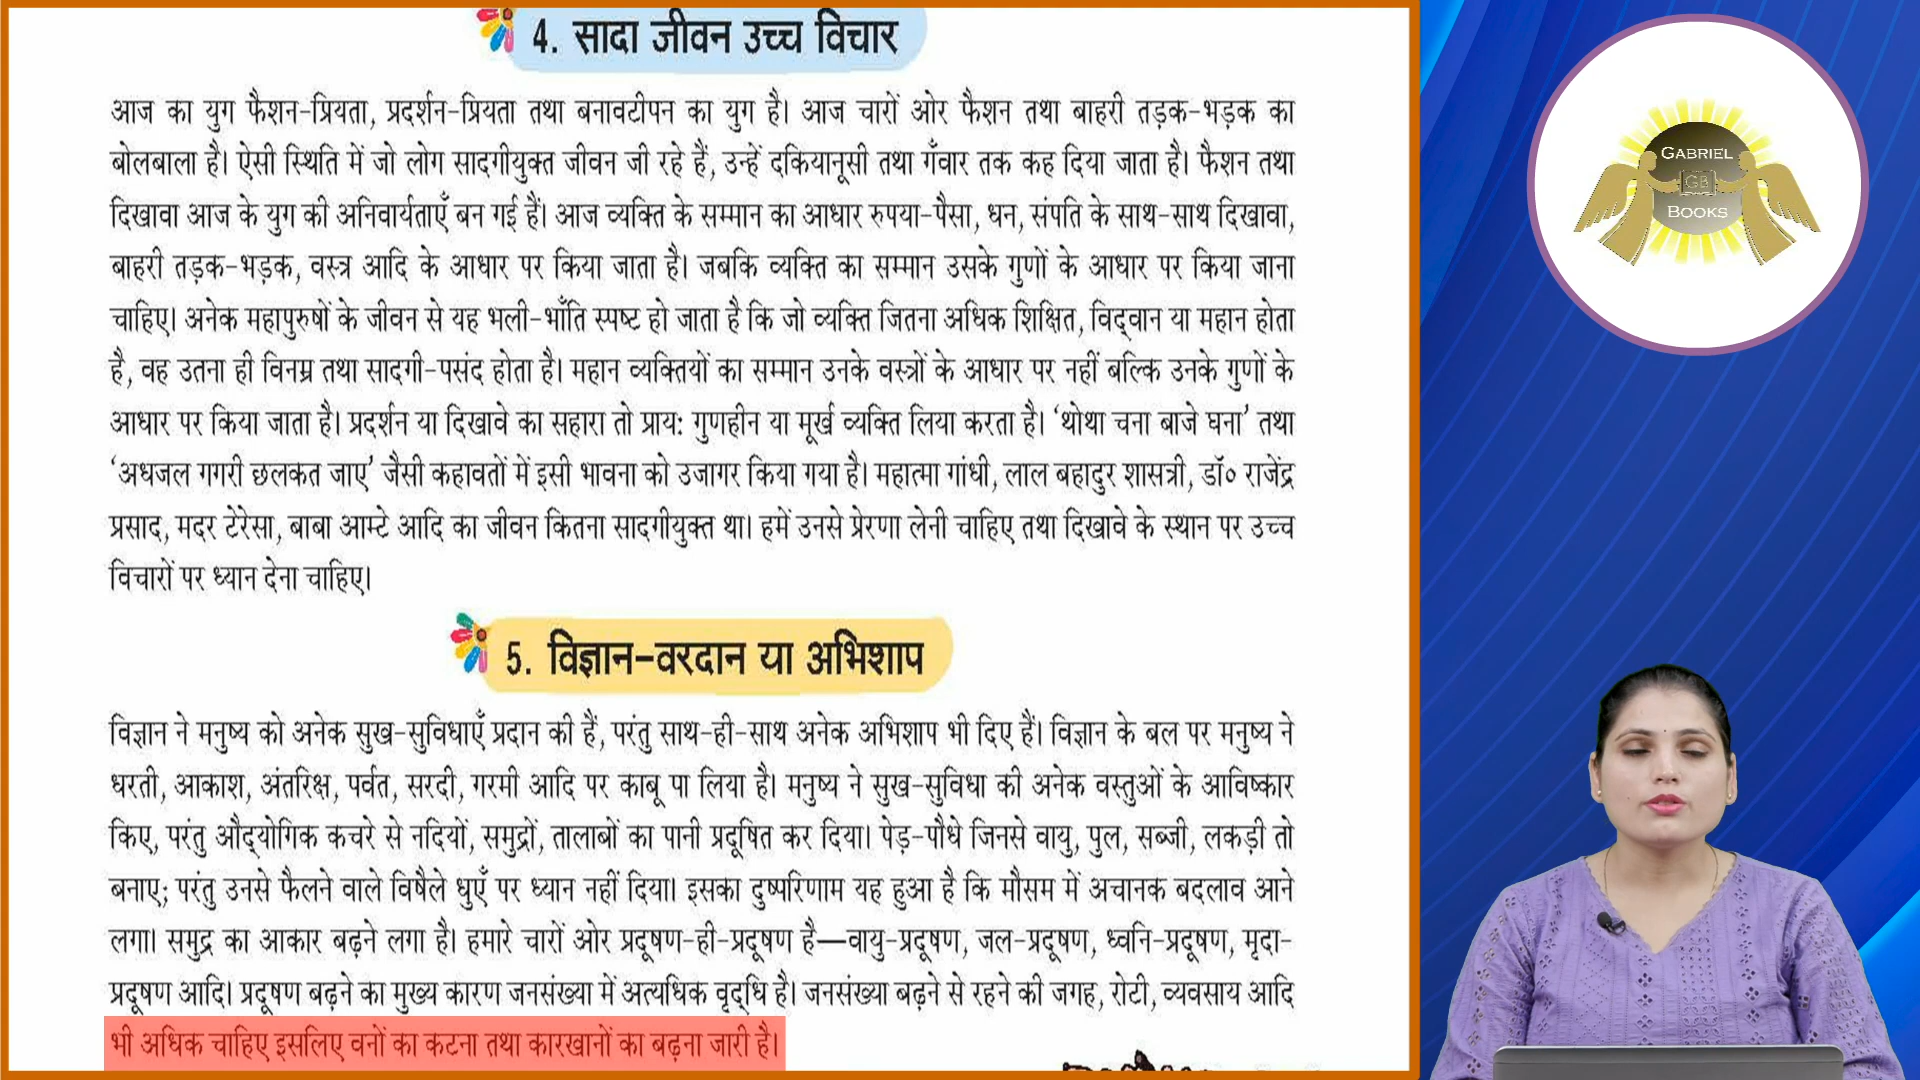 4. सादा जीवन उच्च विचार
आज का युग फैशन-प्रियता, प्रदर्शन-प्रियता तथा बनावटीपन का युग है। आज चारों ओर फैशन तथा बाहरी तड़क-भड़क का
बोलबाला है। ऐसी स्थिति में जो लोग सादगीयुक्त जीवन जी रहे हैं, उन्हें दकियानूसी तथा गँवार तक कह दिया जाता है। फैशन तथा
दिखावा आज के युग की अनिवार्यताएँ बन गई हैं। आज व्यक्ति के सम्मान का आधार रुपया-पैसा, धन, संपति के साथ-साथ दिखावा,
बाहरी तड़क-भड़क, वस्त्र आदि के आधार पर किया जाता है। जबकि व्यक्ति का सम्मान उसके गुणों के आधार पर किया जाना
चाहिए। अनेक महापुरुषों के जीवन से यह भली-भाँति स्पष्ट हो जाता है कि जो व्यक्ति जितना अधिक शिक्षित, विद्‌वान या महान होता
है, वह उतना ही विनम्र तथा सादगी-पसंद होता है। महान व्यक्तियों का सम्मान उनके वस्त्रों के आधार पर नहीं बल्कि उनके गुणों के
आधार पर किया जाता है। प्रदर्शन या दिखावे का सहारा तो प्राय: गुणहीन या मूर्ख व्यक्ति लिया करता है। ‘थोथा चना बाजे घना’ तथा
‘अधजल गगरी छलकत जाए’ जैसी कहावतों में इसी भावना को उजागर किया गया है। महात्मा गांधी, लाल बहादुर शासत्री, डॉ० राजेंद्र
प्रसाद, मदर टेरेसा, बाबा आम्टे आदि का जीवन कितना सादगीयुक्त था। हमें उनसे प्रेरणा लेनी चाहिए तथा दिखावे के स्थान पर उच्च
विचारों पर ध्यान देना चाहिए।
5. विज्ञान-वरदान या अभिशाप
विज्ञान ने मनुष्य को अनेक सुख-सुविधाएँ प्रदान की हैं, परंतु साथ-ही-साथ अनेक अभिशाप भी दिए हैं। विज्ञान के बल पर मनुष्य ने
धरती, आकाश, अंतरिक्ष, पर्वत, सरदी, गरमी आदि पर काबू पा लिया है। मनुष्य ने सुख-सुविधा की अनेक वस्तुओं के आविष्कार
किए, परंतु औद्‌योगिक कचरे से नदियों, समुद्रों, तालाबों का पानी प्रदूषित कर दिया। पेड़-पौधे जिनसे वायु, पुल, सब्जी, लकड़ी तो
बनाए; परंतु उनसे फैलने वाले विषैले धुएँ पर ध्यान नहीं दिया। इसका दुष्परिणाम यह हुआ है कि मौसम में अचानक बदलाव आने
लगा। समुद्र का आकार बढ़ने लगा है। हमारे चारों ओर प्रदूषण-ही-प्रदूषण है—वायु-प्रदूषण, जल-प्रदूषण, ध्वनि-प्रदूषण, मृदा-
प्रदूषण आदि। प्रदूषण बढ़ने का मुख्य कारण जनसंख्या में अत्यधिक वृद्‌धि है। जनसंख्या बढ़ने से रहने की जगह, रोटी, व्यवसाय आदि
भी अधिक चाहिए इसलिए वनों का कटना तथा कारखानों का बढ़ना जारी है।
GABRIEL
GB
BOOKS